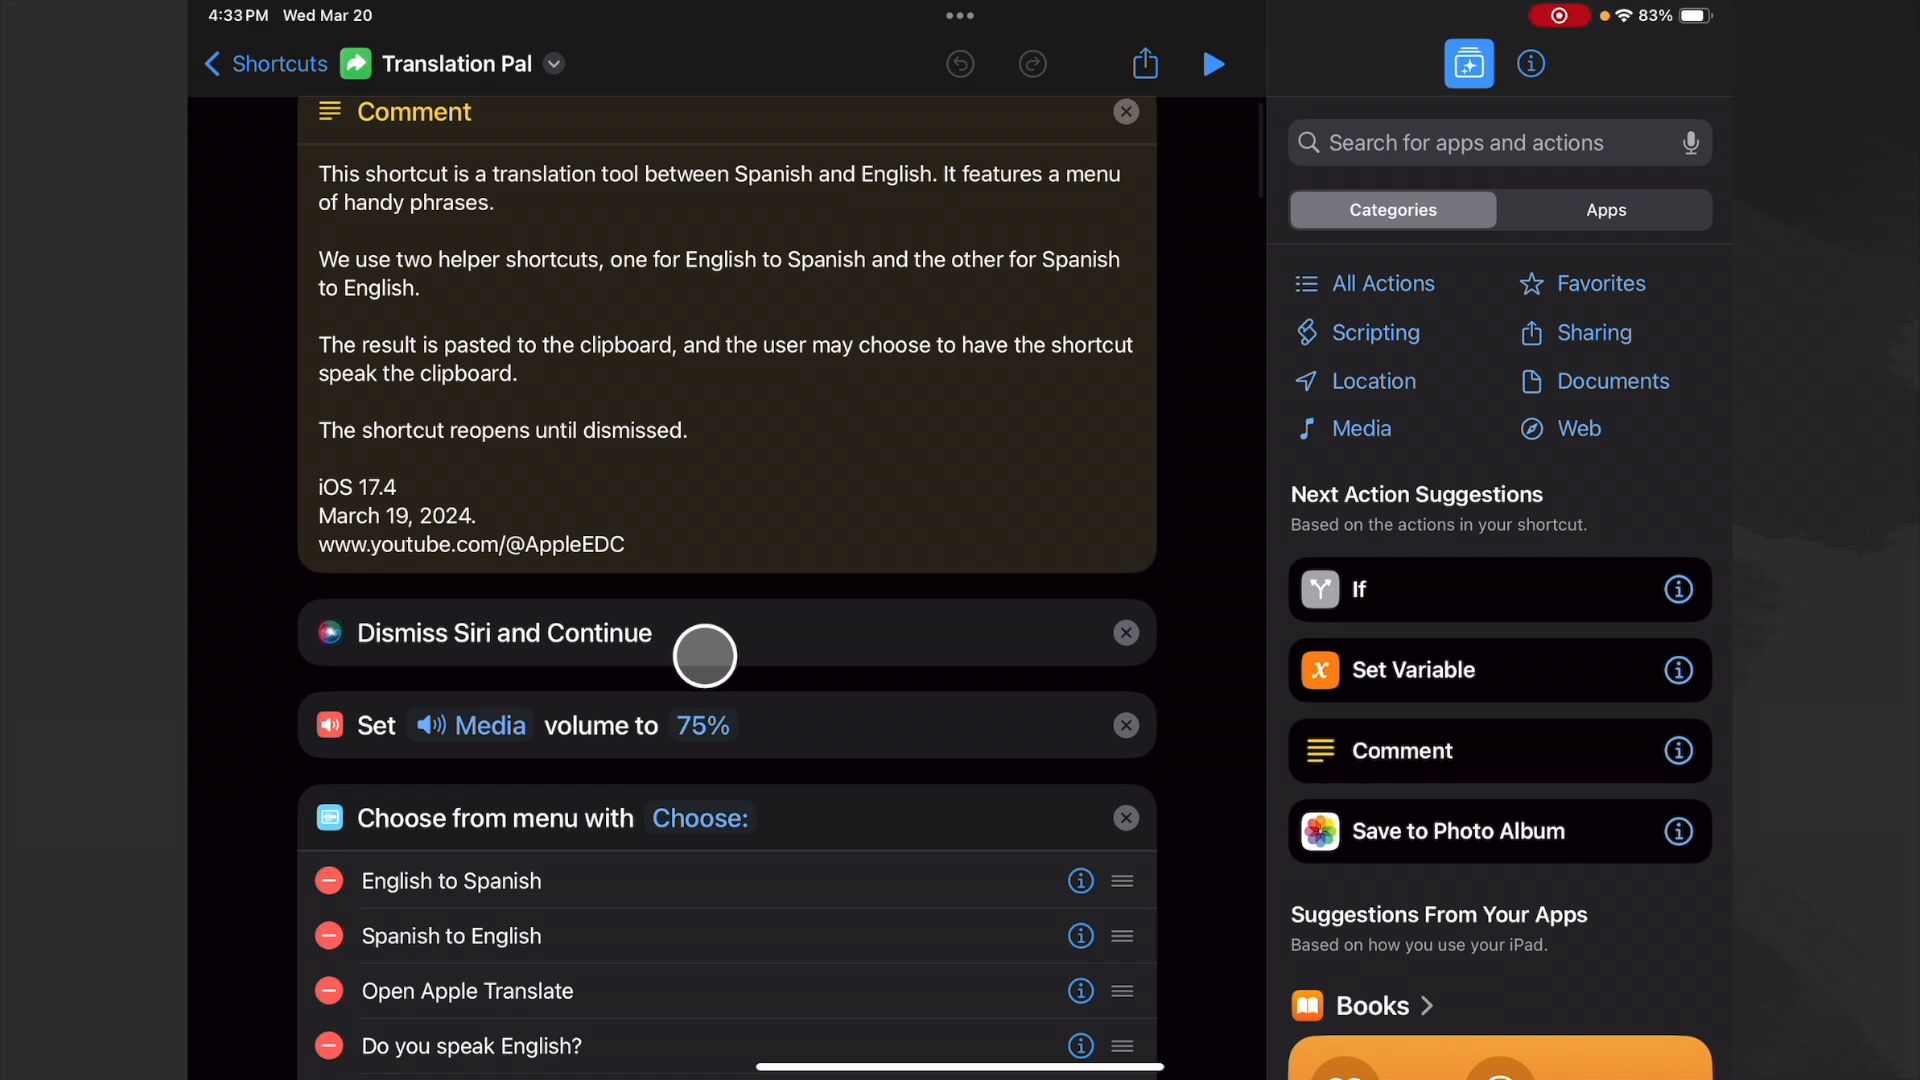 4:33 PM Wed Mar 20
83%
Shortcuts
Translation Pal
Comment
This shortcut is a translation tool between Spanish and English. It features a menu
of handy phrases.
We use two helper shortcuts, one for English to Spanish and the other for Spanish
to English.
The result is pasted to the clipboard, and the user may choose to have the shortcut
speak the clipboard.
The shortcut reopens until dismissed.
iOS 17.4
March 19, 2024.
www.youtube.com/@AppleEDC
Dismiss Siri and Continue
Set Media volume to 75%
Choose from menu with Choose:
English to Spanish
Spanish to English
Open Apple Translate
Do you speak English?
Search for apps and actions
Categories Apps
All Actions Favorites
Scripting Sharing
Location Documents
Media Web
Next Action Suggestions
Based on the actions in your shortcut.
If
x Set Variable
Comment
Save to Photo Album
Suggestions From Your Apps
Based on how you use your iPad.
Books